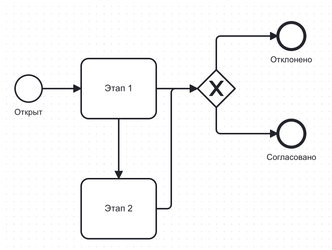 Отклонено
Этап 1
Открыт
Согласовано
Этап 2